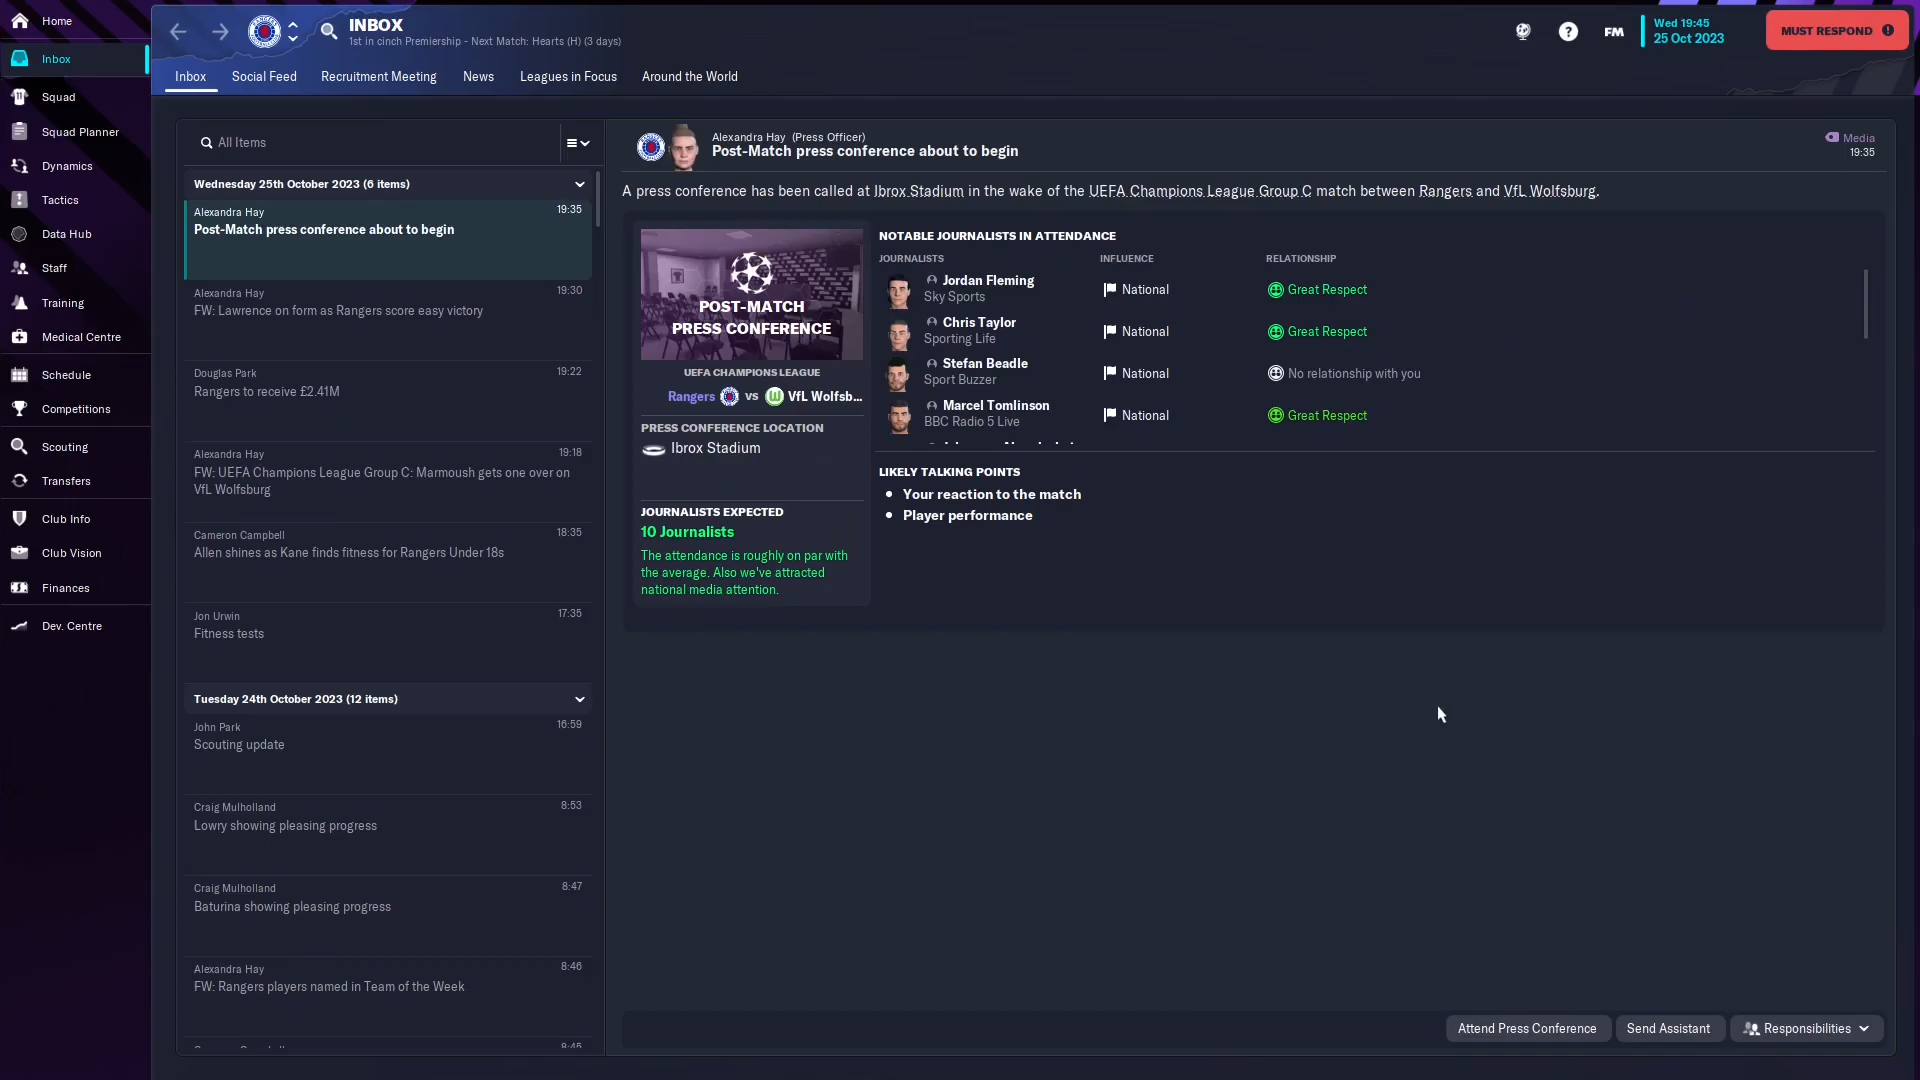 Home
Inbox
Squad
Squad Planner
Dynamics
Tactics
Data Hub
Staff
Training
Medical Centre
Schedule
Competitions
Scouting
Transfers
Club Info
Club Vision
Finances
Dev. Centre
INBOX
1st in cinch Premiership - Next Match: Hearts (H) (3 days)
FM
Wed 19:45
25 Oct 2023
MUST RESPOND
Inbox Social Feed Recruitment Meeting News Leagues in Focus Around the World
All Items
Wednesday 25th October 2023 (6 items)
Alexandra Hay 19:35
Post-Match press conference about to begin
Alexandra Hay 19:30
FW: Lawrence on form as Rangers score easy victory
Douglas Park 19:22
Rangers to receive £2.41M
Alexandra Hay 19:18
FW: UEFA Champions League Group C: Marmoush gets one over on
VfL Wolfsburg
Cameron Campbell 18:35
Allen shines as Kane finds fitness for Rangers Under 18s
Jon Urwin 17:35
Fitness tests
Tuesday 24th October 2023 (12 items)
John Park 16:59
Scouting update
Craig Mulholland 8:53
Lowry showing pleasing progress
Craig Mulholland 8:47
Baturina showing pleasing progress
Alexandra Hay 8:46
FW: Rangers players named in Team of the Week
8:45
Alexandra Hay (Press Officer)
Post-Match press conference about to begin
Media
19:35
A press conference has been called at Ibrox Stadium in the wake of the UEFA Champions League Group C match between Rangers and VfL Wolfsburg.
POST-MATCH
PRESS CONFERENCE
UEFA CHAMPIONS LEAGUE
Rangers vs VfL Wolfsb...
PRESS CONFERENCE LOCATION
Ibrox Stadium
JOURNALISTS EXPECTED
10 Journalists
The attendance is roughly on par with
the average. Also we've attracted
national media attention.
NOTABLE JOURNALISTS IN ATTENDANCE
JOURNALISTS INFLUENCE RELATIONSHIP
Jordan Fleming
Sky Sports
National Great Respect
Chris Taylor
Sporting Life
National Great Respect
Stefan Beadle
Sport Buzzer
National No relationship with you
Marcel Tomlinson
BBC Radio 5 Live
National Great Respect
LIKELY TALKING POINTS
• Your reaction to the match
• Player performance
Attend Press Conference Send Assistant Responsibilities